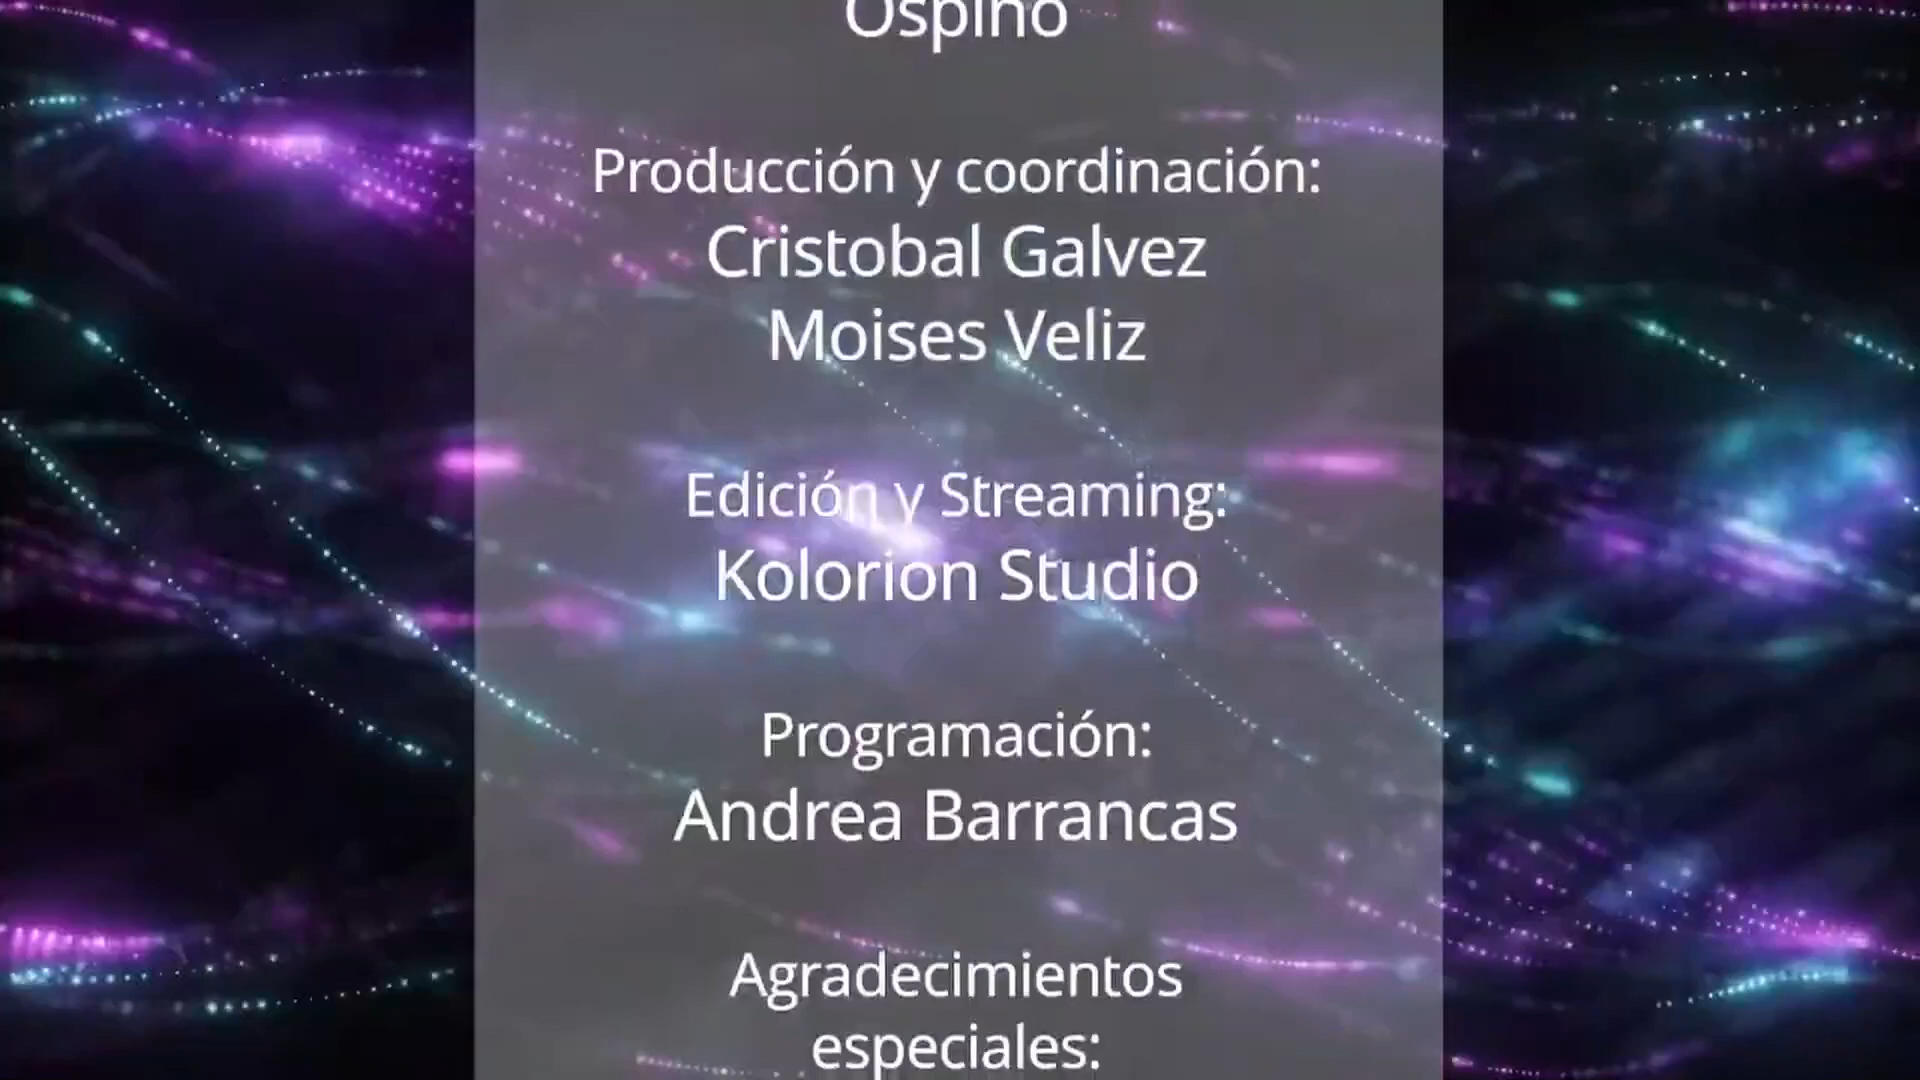 Ospino
Producción y coordinación:
Cristobal Galvez
Moises Veliz
Edición y Streaming:
Kolorion Studio
Programación:
Andrea Barrancas
Agradecimientos
especiales: